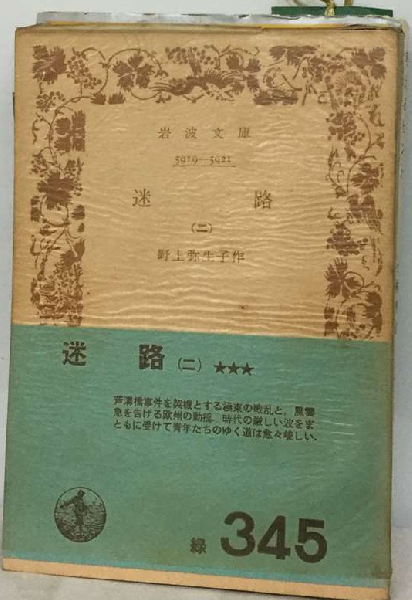 岩波文庫
5919—5921
迷路
(二)
野上弥生子作
迷路(二)★★★
芦溝橋事件を契機とする極東の戦乱と、風雲
急を告げる欧州の動揺。時代の厳しい波をま
ともに受けて青年たちのゆく道は愈々嶮しい。
緑 345